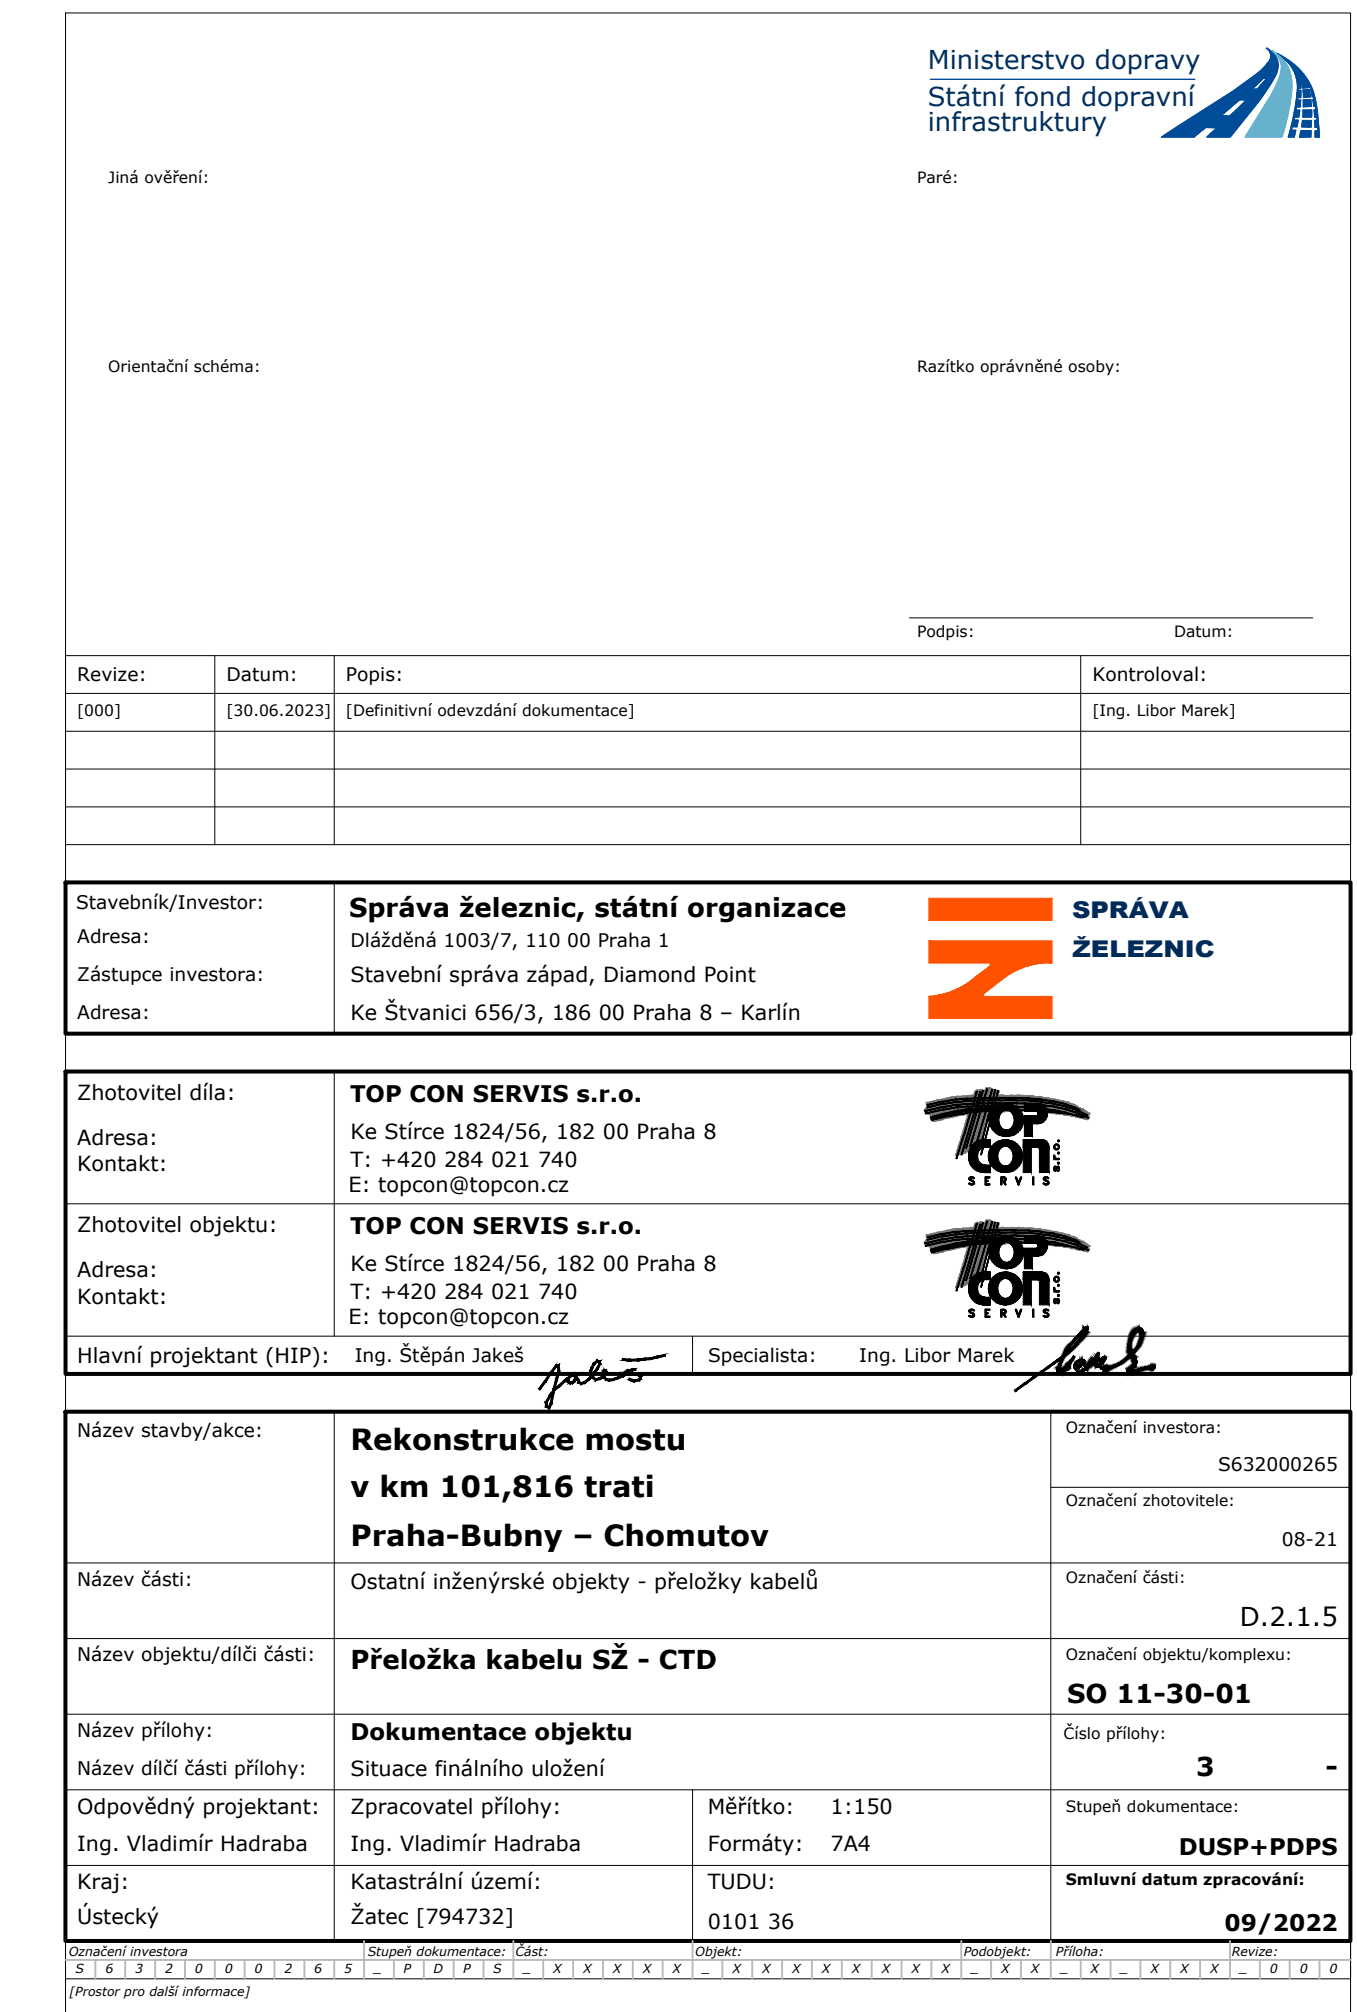 Ministerstvo dopravy
Státní fond dopravní
infrastruktury
Jiná ověření:
Paré:
Orientační schéma:
Razítko oprávněné osoby:
Podpis:
Datum:
Revize: Datum: Popis: Kontroloval:
[000] [30.06.2023] [Definitivní odevzdání dokumentace] [Ing. Libor Marek]
Stavebník/Investor: Správa železnic, státní organizace
Adresa: Dlážděná 1003/7, 110 00 Praha 1
Zástupce investora: Stavební správa západ, Diamond Point
Adresa: Ke Štvanici 656/3, 186 00 Praha 8 – Karlín
SPRÁVA
ŽELEZNIC
Zhotovitel díla: TOP CON SERVIS s.r.o.
Adresa: Ke Stírce 1824/56, 182 00 Praha 8
Kontakt: T: +420 284 021 740
E: topcon@topcon.cz
TOP
CON s.r.o.
SERVIS
Zhotovitel objektu: TOP CON SERVIS s.r.o.
Adresa: Ke Stírce 1824/56, 182 00 Praha 8
Kontakt: T: +420 284 021 740
E: topcon@topcon.cz
TOP
CON s.r.o.
SERVIS
Hlavní projektant (HIP): Ing. Štěpán Jakeš Jakeš Specialista: Ing. Libor Marek
Název stavby/akce: Rekonstrukce mostu
v km 101,816 trati
Praha-Bubny – Chomutov
Označení investora:
S632000265
Označení zhotovitele:
08-21
Název části: Ostatní inženýrské objekty - přeložky kabelů
Označení části:
D.2.1.5
Název objektu/dílči části: Přeložka kabelu SŽ - CTD
Označení objektu/komplexu:
SO 11-30-01
Název přílohy: Dokumentace objektu
Název dílčí části přílohy: Situace finálního uložení
Číslo přílohy:
3 -
Odpovědný projektant: Zpracovatel přílohy: Měřítko: 1:150
Ing. Vladimír Hadraba Ing. Vladimír Hadraba Formáty: 7A4
Stupeň dokumentace:
DUSP+PDPS
Kraj: Katastrální území: TUDU:
Ústecký Žatec [794732] 0101 36
Smluvní datum zpracování:
09/2022
Označení investora Stupeň dokumentace: Část: Objekt: Podobjekt: Příloha: Revize:
S 6 3 2 0 0 0 2 6 5 _ P D P S _ X X X X X _ X X X X X X X X _ X X _ X _ X X X _ 0 0 0
[Prostor pro další informace]